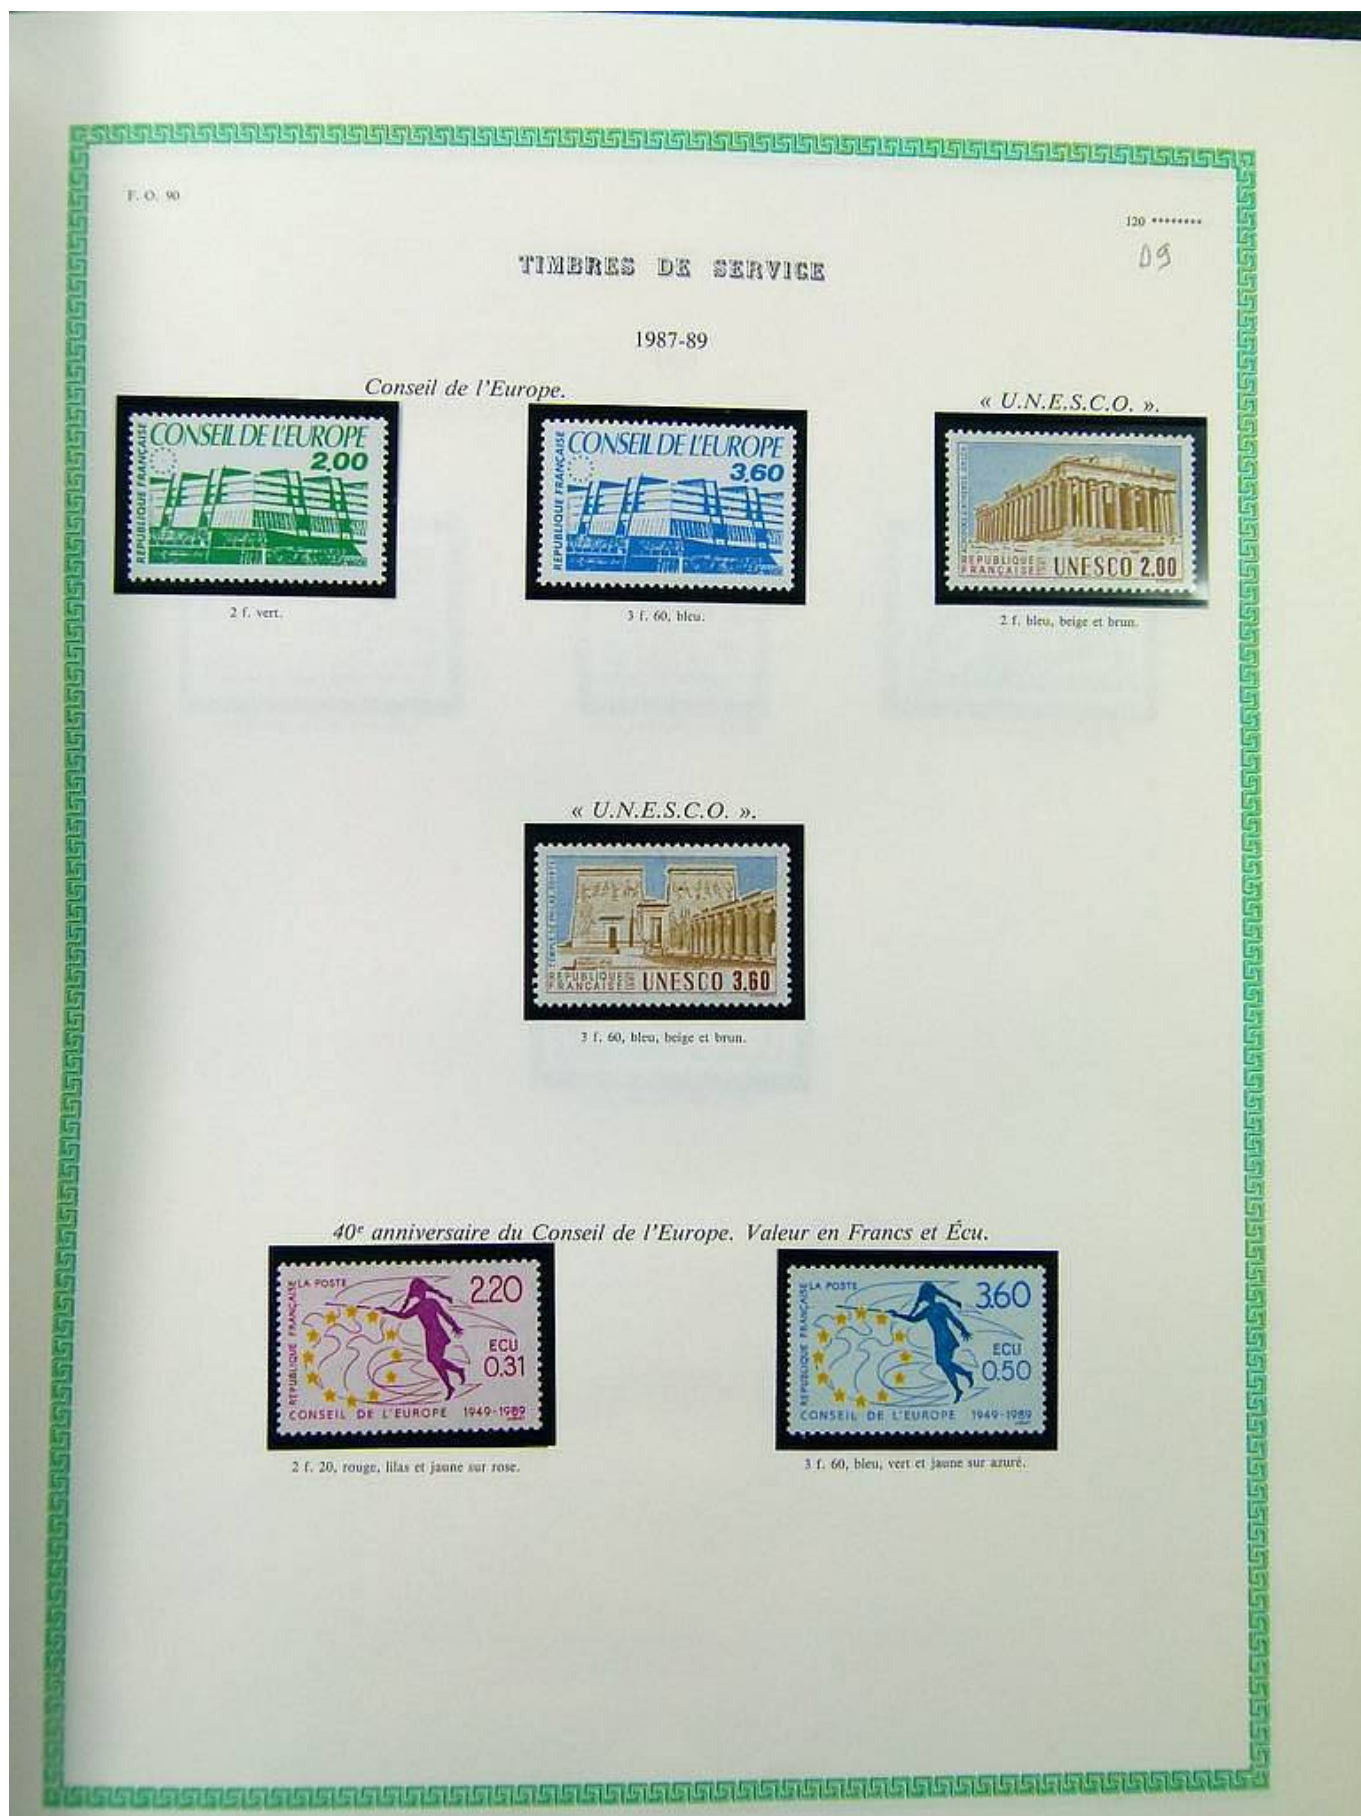 F. O. 90
120 ********
D9
TIMBRES DE SERVICE
1987-89
Conseil de l'Europe.
« U.N.E.S.C.O. ».
RÉPUBLIQUE FRANÇAISE
CONSEIL DE L'EUROPE
2,00
RÉPUBLIQUE FRANÇAISE
CONSEIL DE L'EUROPE
3,60
REPUBLIQUE
FRANÇAISE
UNESCO 2.00
2 f. vert.
3 f. 60, bleu.
2 f. bleu, beige et brun.
« U.N.E.S.C.O. ».
REPUBLIQUE
FRANÇAISE
UNESCO 3.60
3 f. 60, bleu, beige et brun.
40e anniversaire du Conseil de l'Europe. Valeur en Francs et Écu.
RÉPUBLIQUE FRANÇAISE
LA POSTE
2.20
ECU
0.31
CONSEIL DE L'EUROPE 1949-1989
RÉPUBLIQUE FRANÇAISE
LA POSTE
3.60
ECU
0.50
CONSEIL DE L'EUROPE 1949-1989
2 f. 20, rouge, lilas et jaune sur rose.
3 f. 60, bleu, vert et jaune sur azuré.